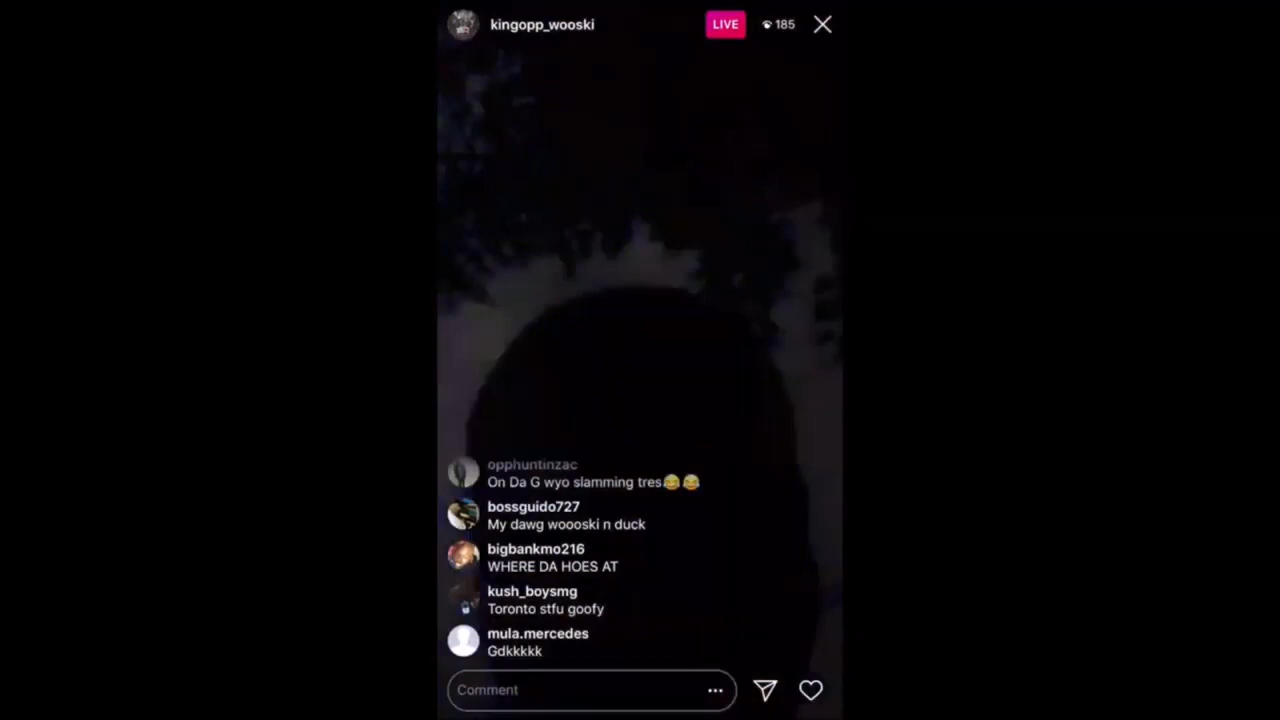 kingopp_wooski
LIVE
185
opphuntinzac
On Da G wyo slamming tres😂😂
bossguido727
My dawg woooski n duck
bigbankmo216
WHERE DA HOES AT
kush_boysmg
Toronto stfu goofy
mula.mercedes
Gdkkkkk
Comment